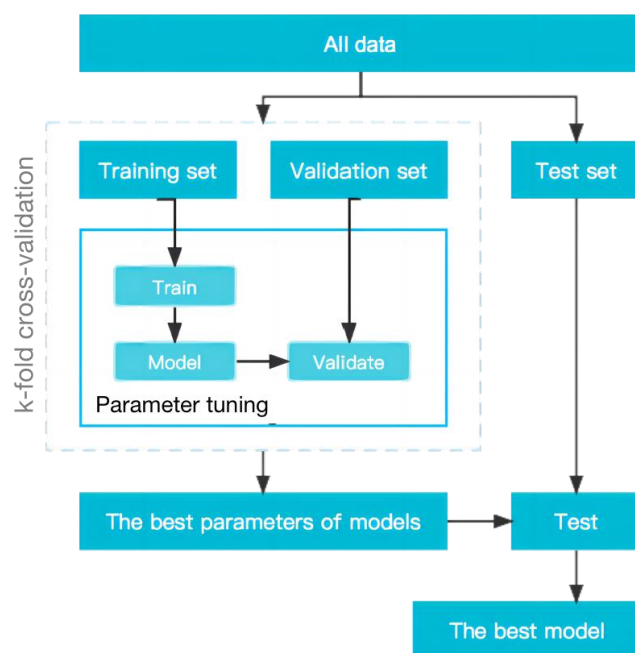 All data
k-fold cross-validation
Training set
Validation set
Test set
Train
Model
Validate
Parameter tuning
The best parameters of models
Test
The best model